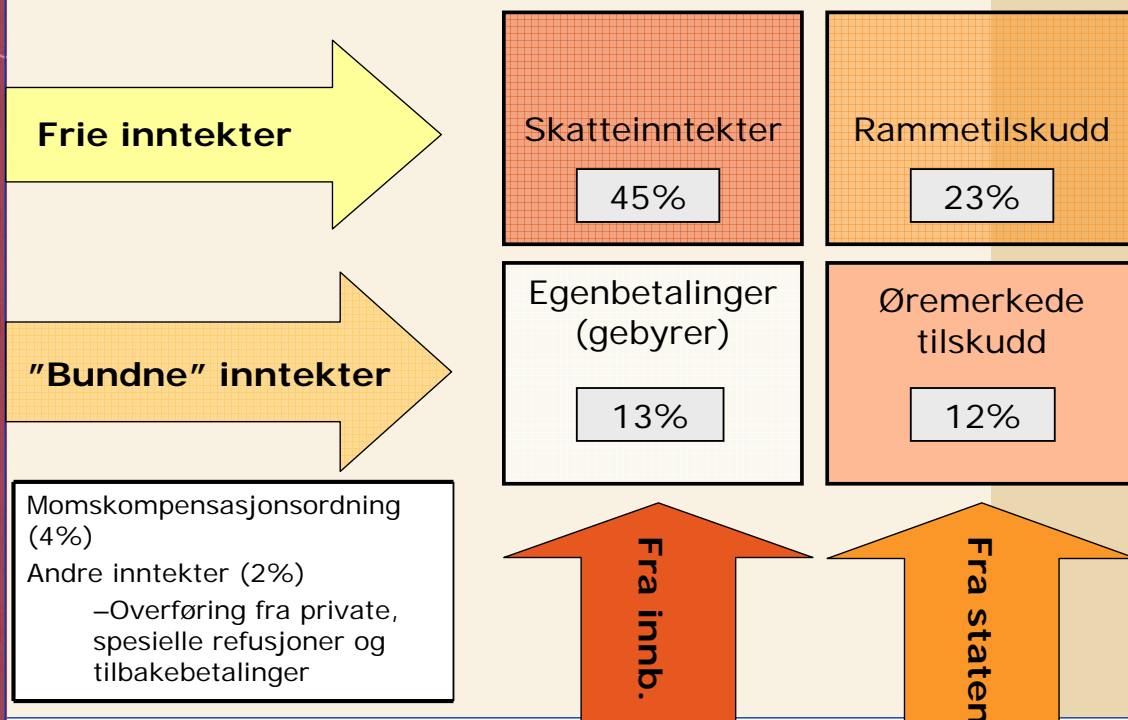 Frie inntekter
Skatteinntekter
45%
Rammetilskudd
23%
"Bundne" inntekter
Egenbetalinger
(gebyrer)
13%
Øremerkede
tilskudd
12%
Momskompensasjonsordning
(4%)
Andre inntekter (2%)
–Overføring fra private,
spesielle refusjoner og
tilbakebetalinger
Fra innb.
Fra staten